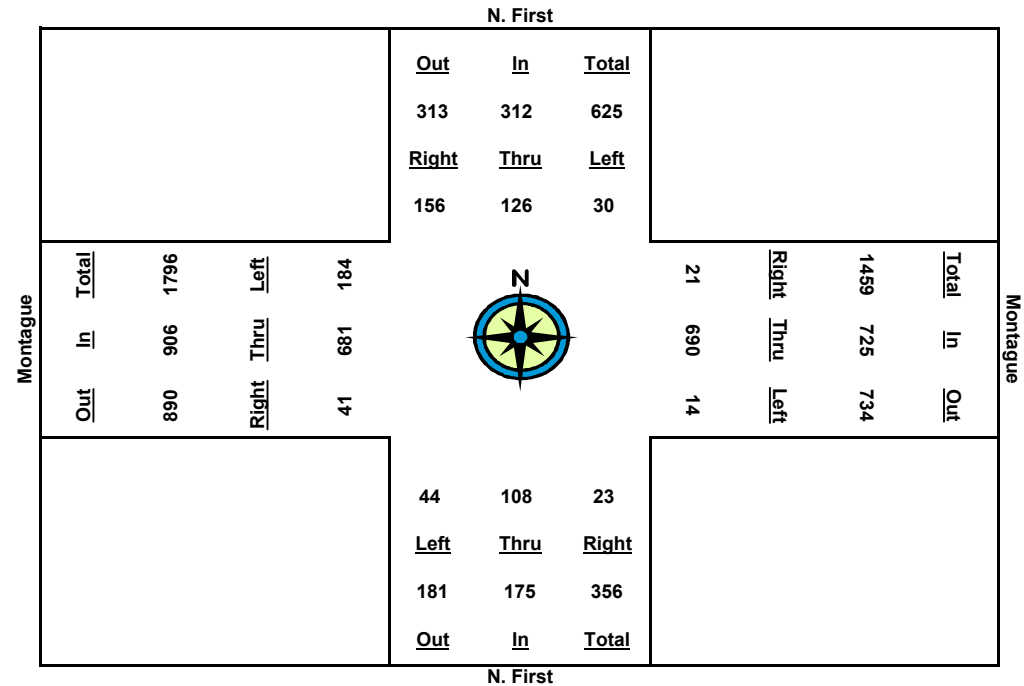 N. First
Out In Total
313 312 625
Right Thru Left
156 126 30
Montague
Total 1796 Left 184
In 906 Thru 681
Out 890 Right 41
N
21 Right 1459 Total
690 Thru 725 In
14 Left 734 Out
Montague
44 108 23
Left Thru Right
181 175 356
Out In Total
N. First